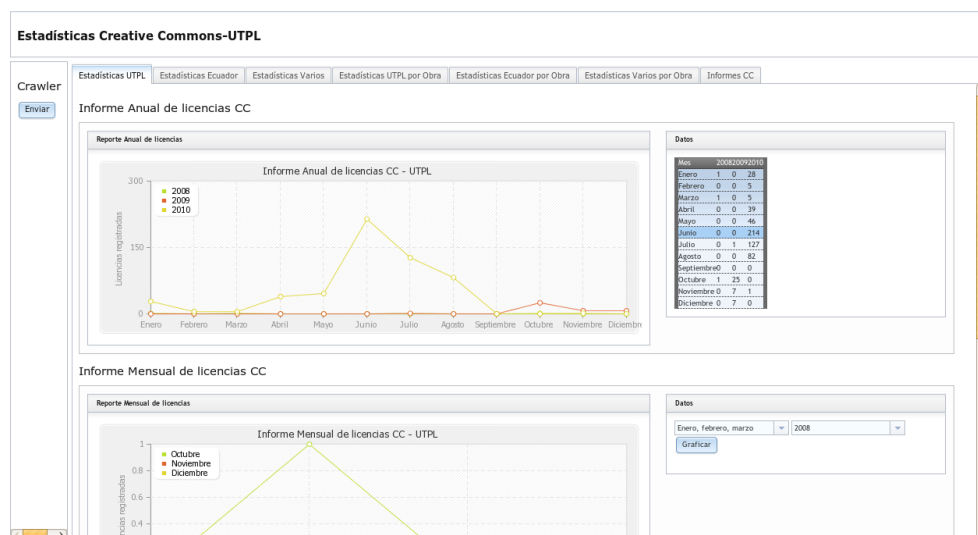 Estadísticas Creative Commons-UTPL
Crawler
Enviar
Estadísticas UTPL Estadísticas Ecuador Estadísticas Varios Estadísticas UTPL por Obra Estadísticas Ecuador por Obra Estadísticas Varios por Obra Informes CC
Informe Anual de licencias CC
Reporte Anual de licencias
Informe Anual de licencias CC - UTPL
300
150
0
Licencias registradas
2008
2009
2010
Enero Febrero Marzo Abril Mayo Junio Julio Agosto Septiembre Octubre Noviembre Diciembr
Datos
Mes 2008 2009 2010
Enero 1 0 28
Febrero 0 0 5
Marzo 1 0 5
Abril 0 0 39
Mayo 0 0 46
Junio 0 0 214
Julio 0 1 127
Agosto 0 0 82
Septiembre 0 0 0
Octubre 1 25 0
Noviembre 0 7 1
Diciembre 0 7 0
Informe Mensual de licencias CC
Reporte Mensual de licencias
Informe Mensual de licencias CC - UTPL
1
0.8
0.6
0.4
ncias registradas
Octubre
Noviembre
Diciembre
Datos
Enero, febrero, marzo 2008
Graficar